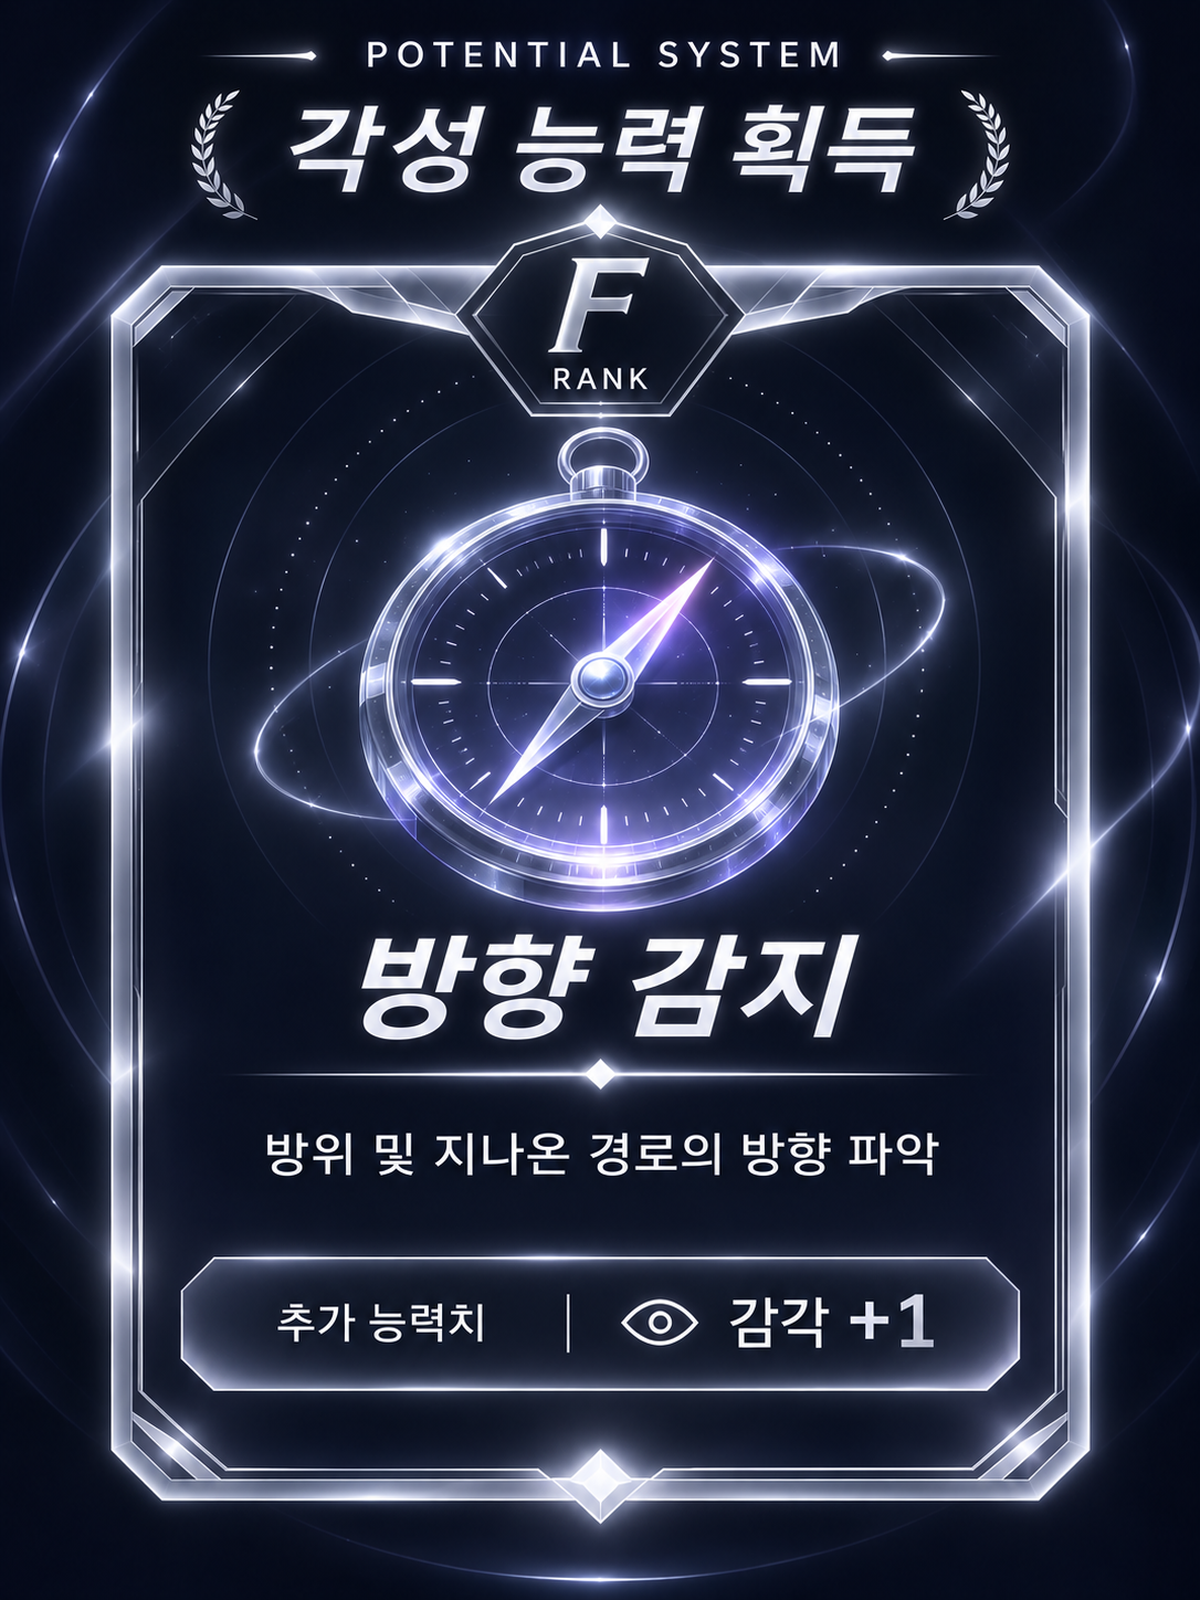 POTENTIAL SYSTEM
각성 능력 획득
F
RANK
방향 감지
방위 및 지나온 경로의 방향 파악
추가 능력치 | 감각 +1